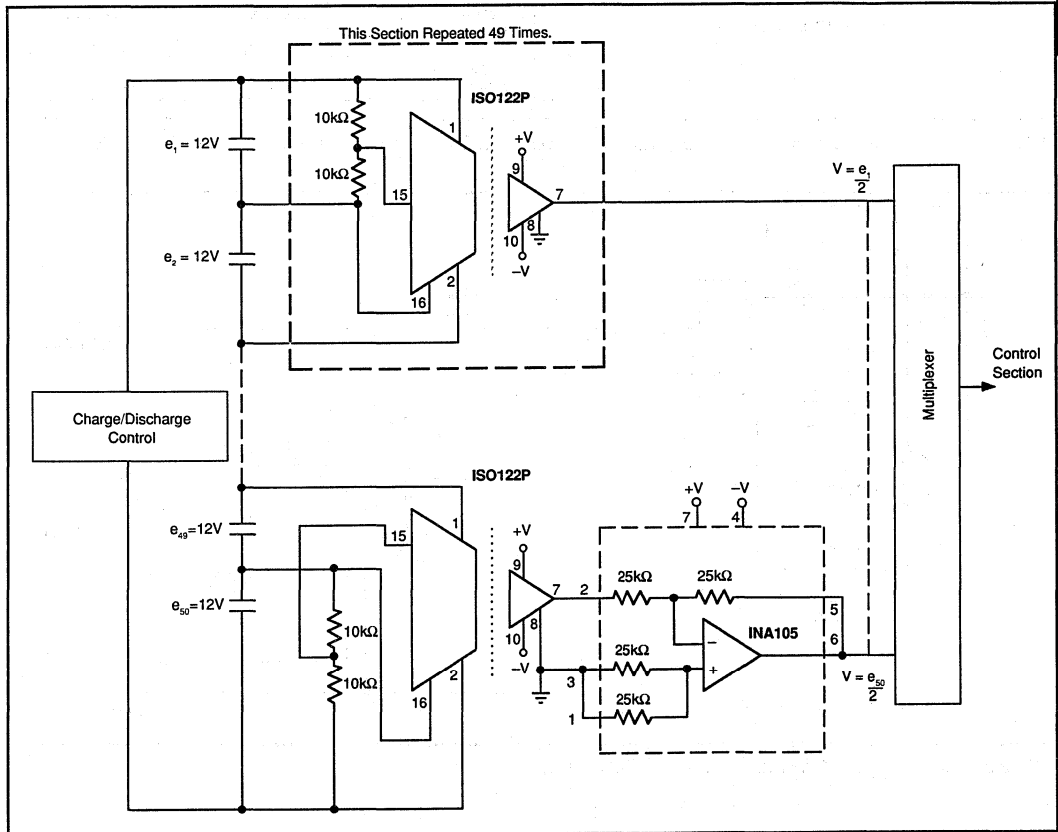 This Section Repeated 49 Times.
ISO122P
10kΩ
10kΩ
e₁ = 12V
e₂ = 12V
1
15
16
2
+V
9
7
8
10
–V
V = e₁
2
Multiplexer
Control
Section
Charge/Discharge
Control
ISO122P
e₄₉=12V
e₅₀=12V
15
1
10kΩ
10kΩ
16
2
+V
9
7
8
10
–V
2
3
1
+V
7
–V
4
25kΩ
25kΩ
25kΩ
25kΩ
–
+
INA105
5
6
V = e₅₀
2